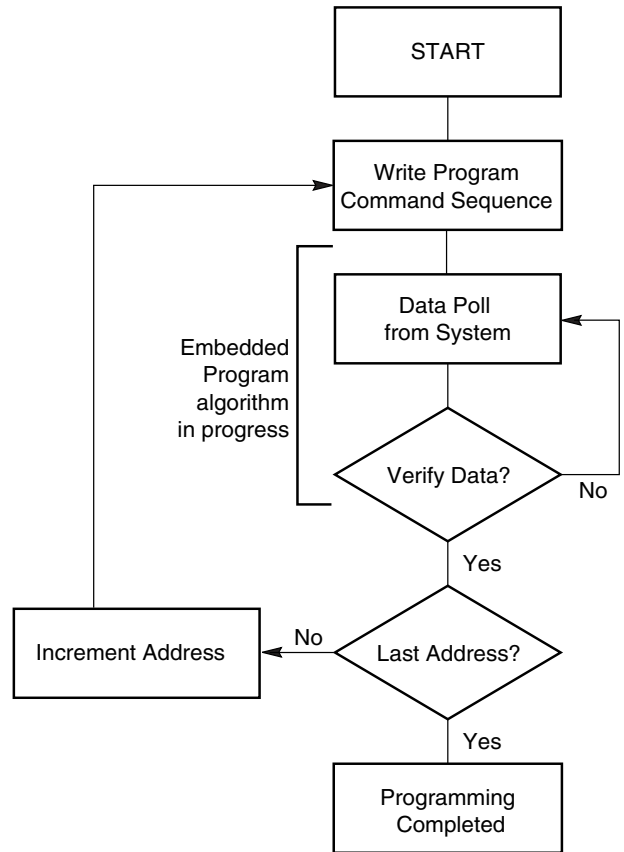 START
Write Program
Command Sequence
Data Poll
from System
Embedded
Program
algorithm
in progress
Verify Data?
No
Yes
Increment Address
No
Last Address?
Yes
Programming
Completed